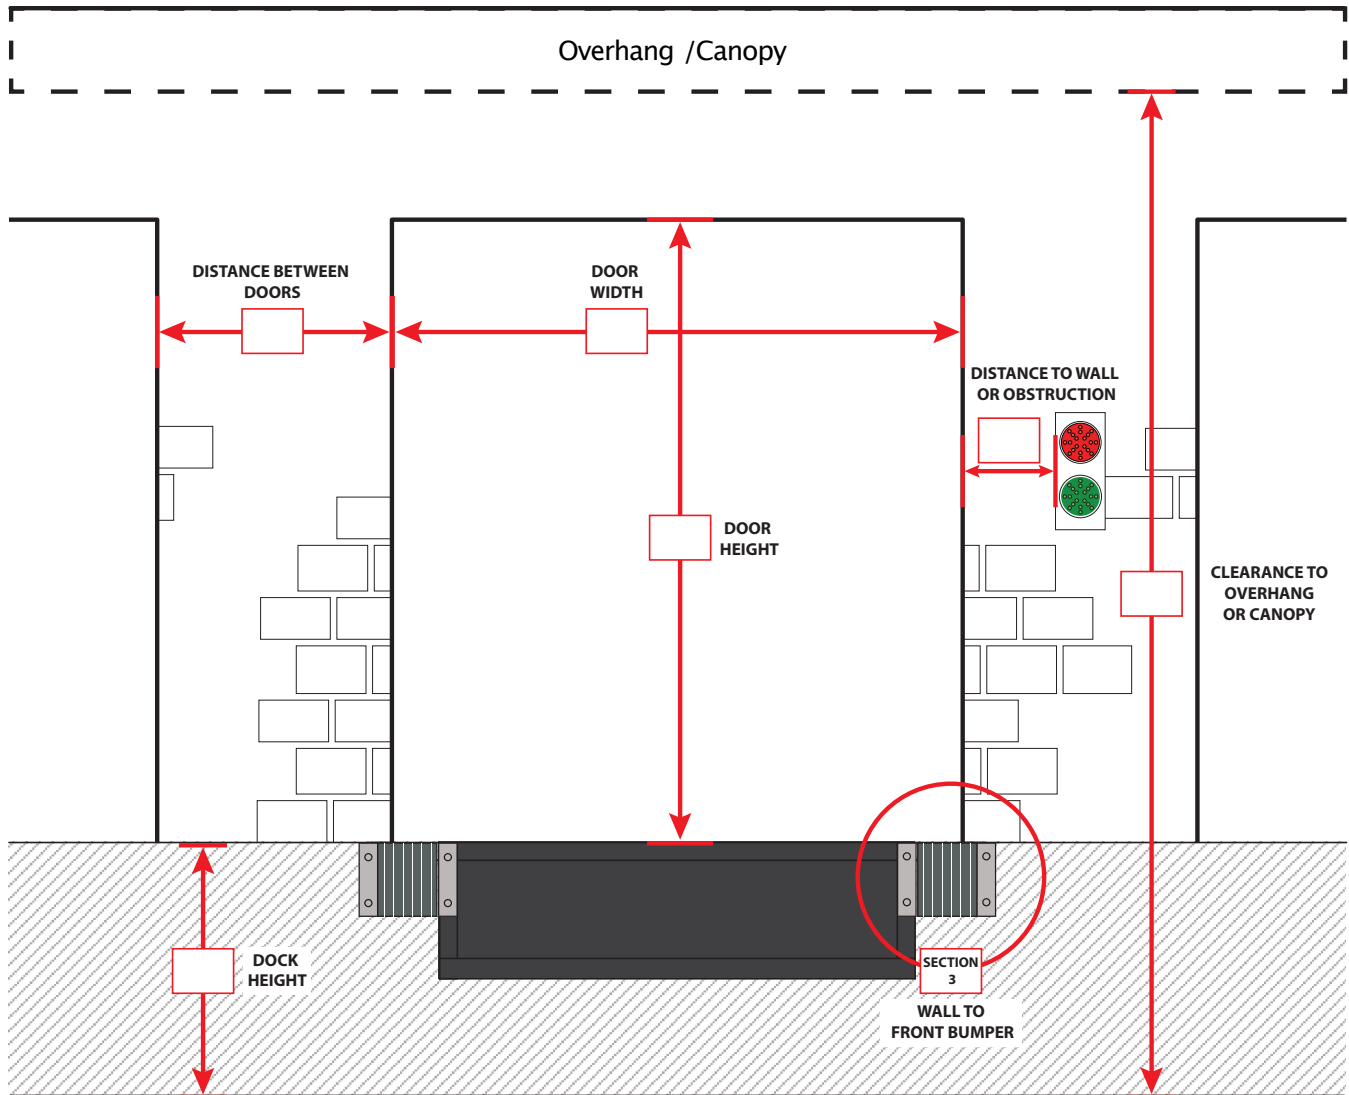 Overhang /Canopy
DISTANCE BETWEEN
DOORS
DOOR
WIDTH
DISTANCE TO WALL
OR OBSTRUCTION
DOOR
HEIGHT
CLEARANCE TO
OVERHANG
OR CANOPY
DOCK
HEIGHT
SECTION
3
WALL TO
FRONT BUMPER